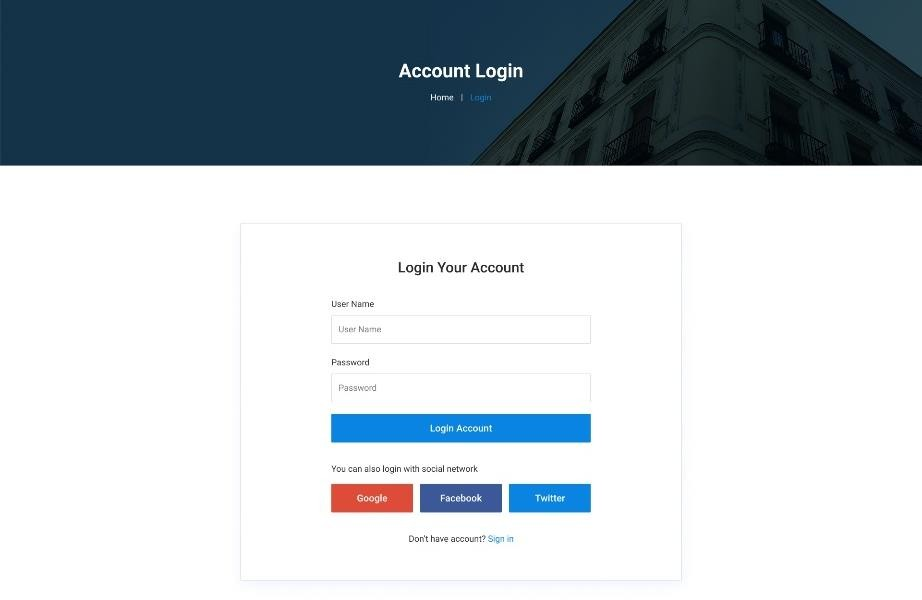 Account Login
Home | Login
Login Your Account
User Name
User Name
Password
Password
Login Account
You can also login with social network
Google Facebook Twitter
Don't have account? Sign in